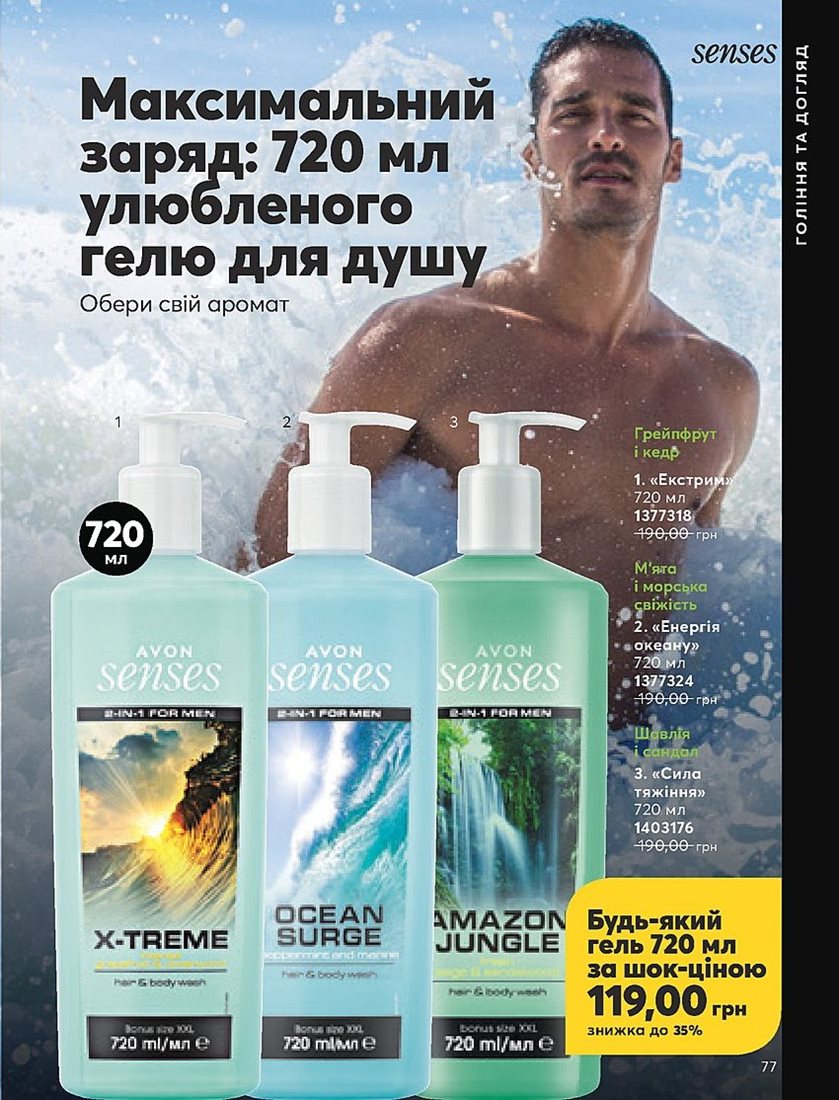 senses
ГОЛІННЯ ТА ДОГЛЯД
Максимальний
заряд: 720 мл
улюбленого
гелю для душу
Обери свій аромат
1
2
3
720
МЛ
Грейпфрут
і кедр
1. «Екстрим»
720 мл
1377318
190,00 грн
М'ята
і морська
свіжість
2. «Енергія
океану»
720 мл
1377324
190,00 грн
Шавлія
і сандал
3. «Сила
тяжіння»
720 мл
1403176
190,00 грн
AVON
senses
2-IN-1 FOR MEN
X-TREME
hair & body wash
Bonus size XXL
720 ml/мл e
AVON
senses
2-IN-1 FOR MEN
OCEAN
SURGE
peppermint and marine
hair & body wash
Bonus size XXL
720 ml/мл e
AVON
senses
2-IN-1 FOR MEN
AMAZON
JUNGLE
sage & sandalwood
hair & body wash
Bonus size XXL
720 ml/мл e
Будь-який
гель 720 мл
за шок-ціною
119,00 грн
знижка до 35%
77